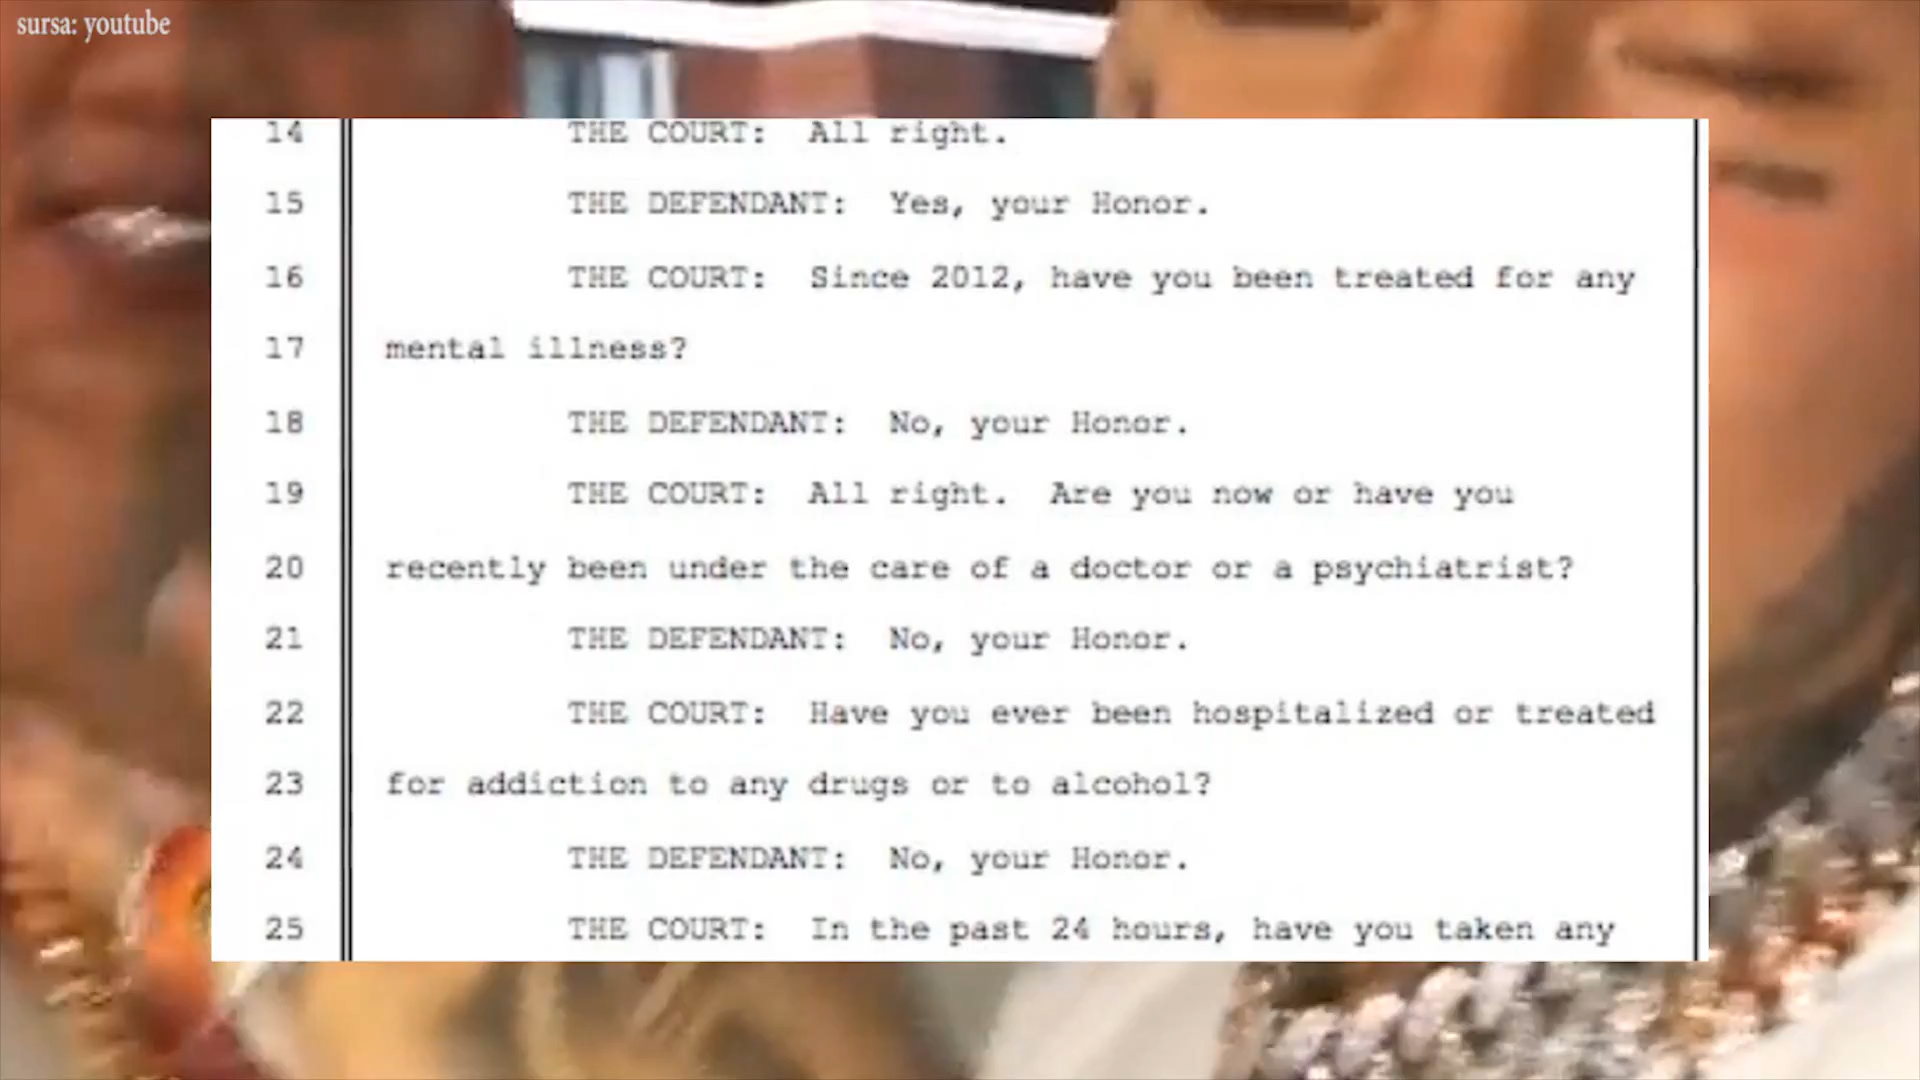 sursa: youtube
14 THE COURT: All right.
15 THE DEFENDANT: Yes, your Honor.
16 THE COURT: Since 2012, have you been treated for any
17 mental illness?
18 THE DEFENDANT: No, your Honor.
19 THE COURT: All right. Are you now or have you
20 recently been under the care of a doctor or a psychiatrist?
21 THE DEFENDANT: No, your Honor.
22 THE COURT: Have you ever been hospitalized or treated
23 for addiction to any drugs or to alcohol?
24 THE DEFENDANT: No, your Honor.
25 THE COURT: In the past 24 hours, have you taken any